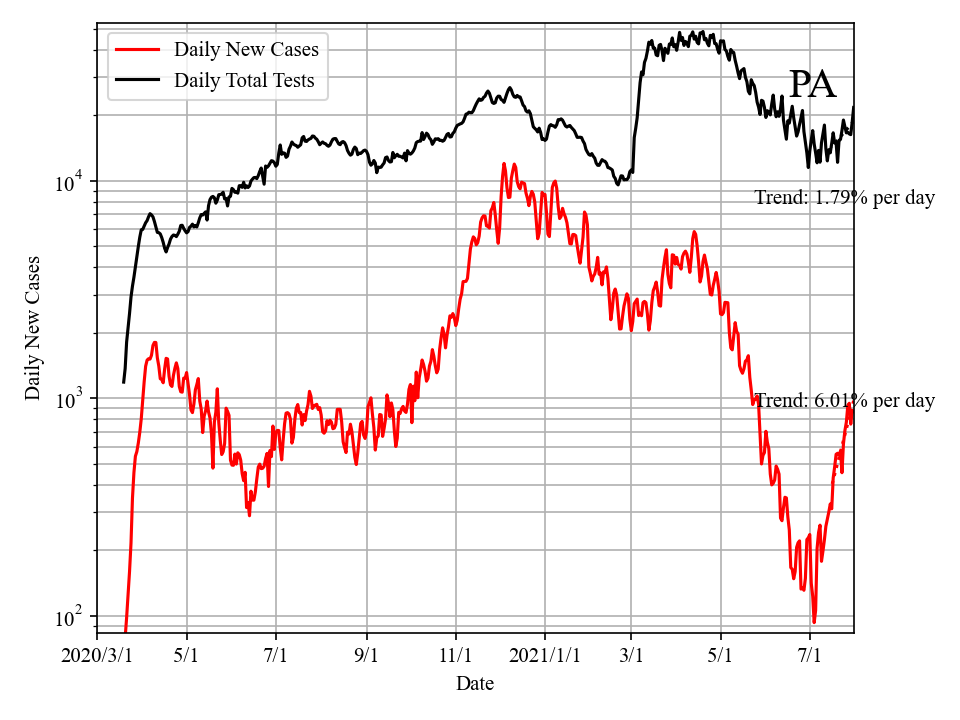 Daily New Cases
Daily Total Tests
PA
Trend: 1.79% per day
Trend: 6.01% per day
Daily New Cases
10^4
10^3
10^2
2020/3/1 5/1 7/1 9/1 11/1 2021/1/1 3/1 5/1 7/1
Date